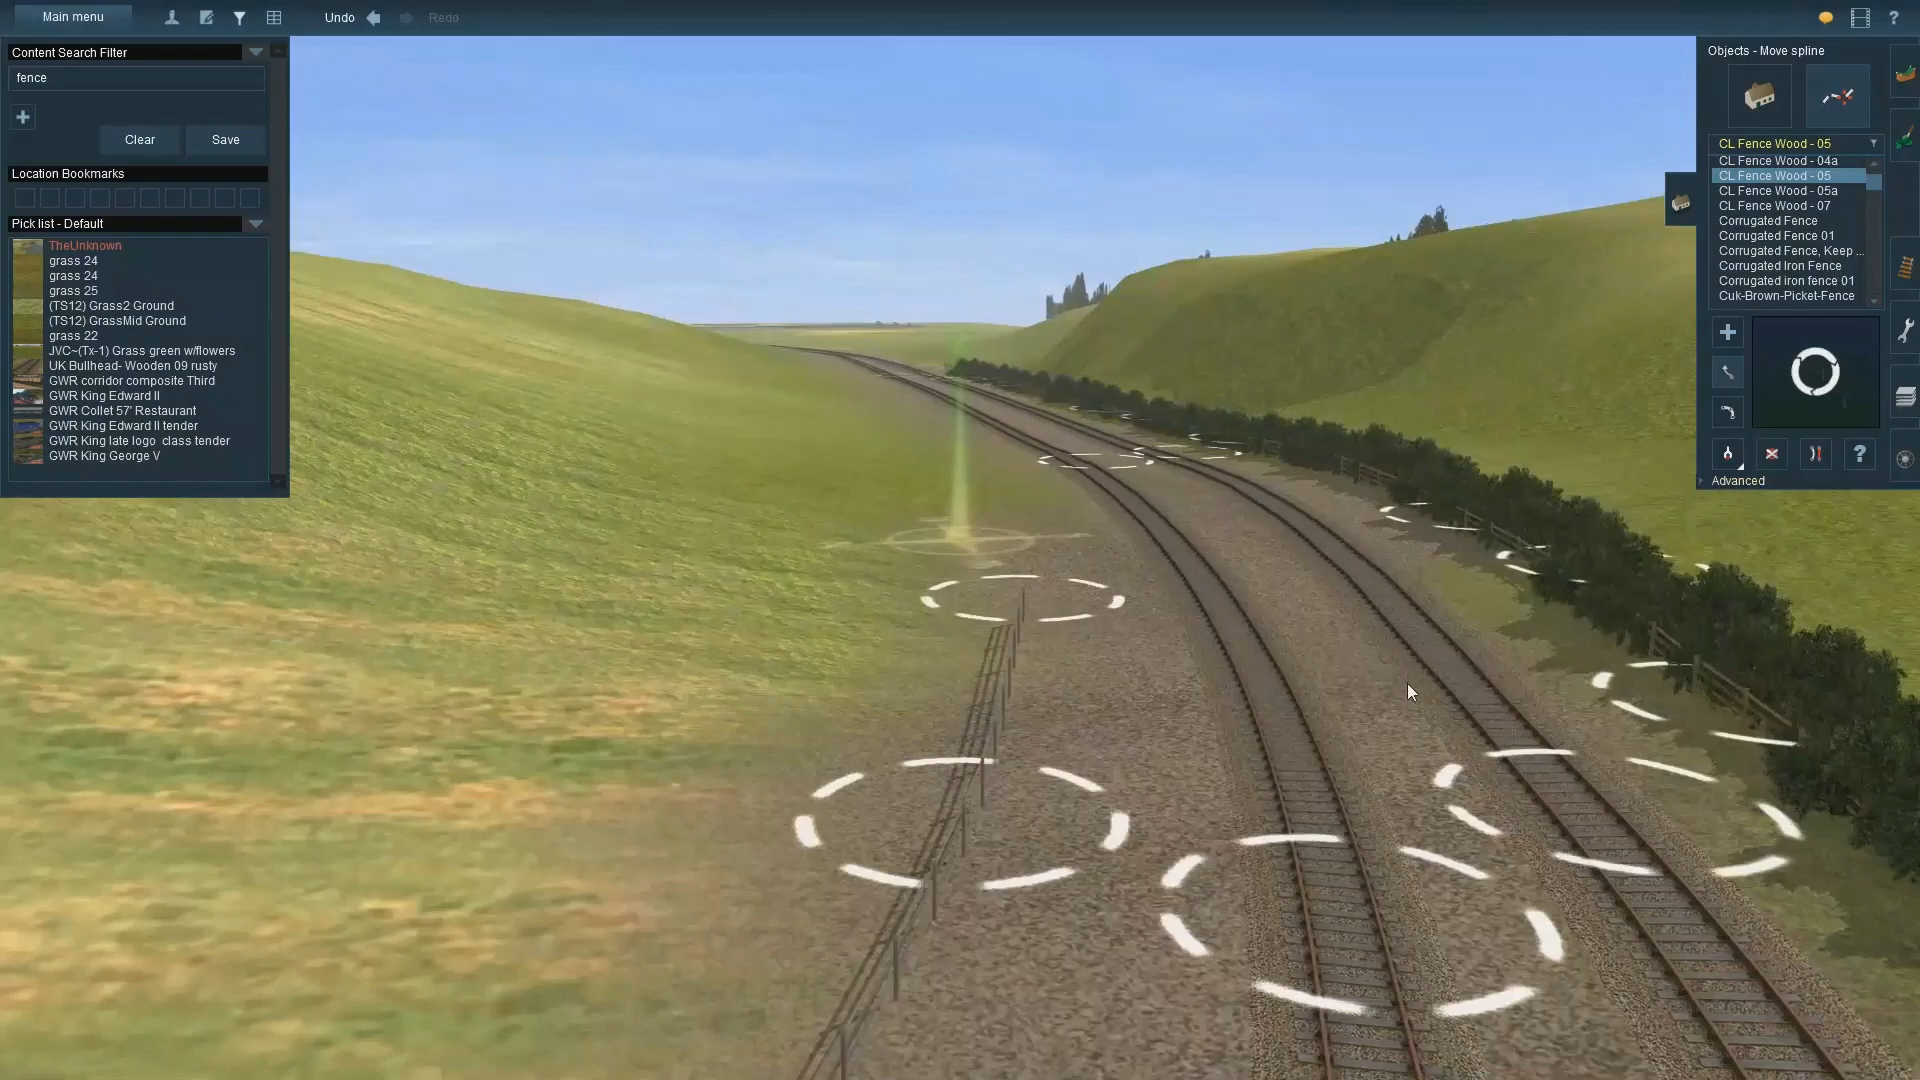 Main menu
Undo
Redo
?
Content Search Filter
fence
Clear
Save
Location Bookmarks
Pick list - Default
TheUnknown
grass 24
grass 24
grass 25
(TS12) Grass2 Ground
(TS12) GrassMid Ground
grass 22
JVC~(Tx-1) Grass green w/flowers
UK Bullhead- Wooden 09 rusty
GWR corridor composite Third
GWR King Edward II
GWR Collet 57' Restaurant
GWR King Edward II tender
GWR King late logo class tender
GWR King George V
Objects - Move spline
CL Fence Wood - 05
CL Fence Wood - 04a
CL Fence Wood - 05
CL Fence Wood - 05a
CL Fence Wood - 07
Corrugated Fence
Corrugated Fence 01
Corrugated Fence, Keep ...
Corrugated Iron Fence
Corrugated iron fence 01
Cuk-Brown-Picket-Fence
?
Advanced